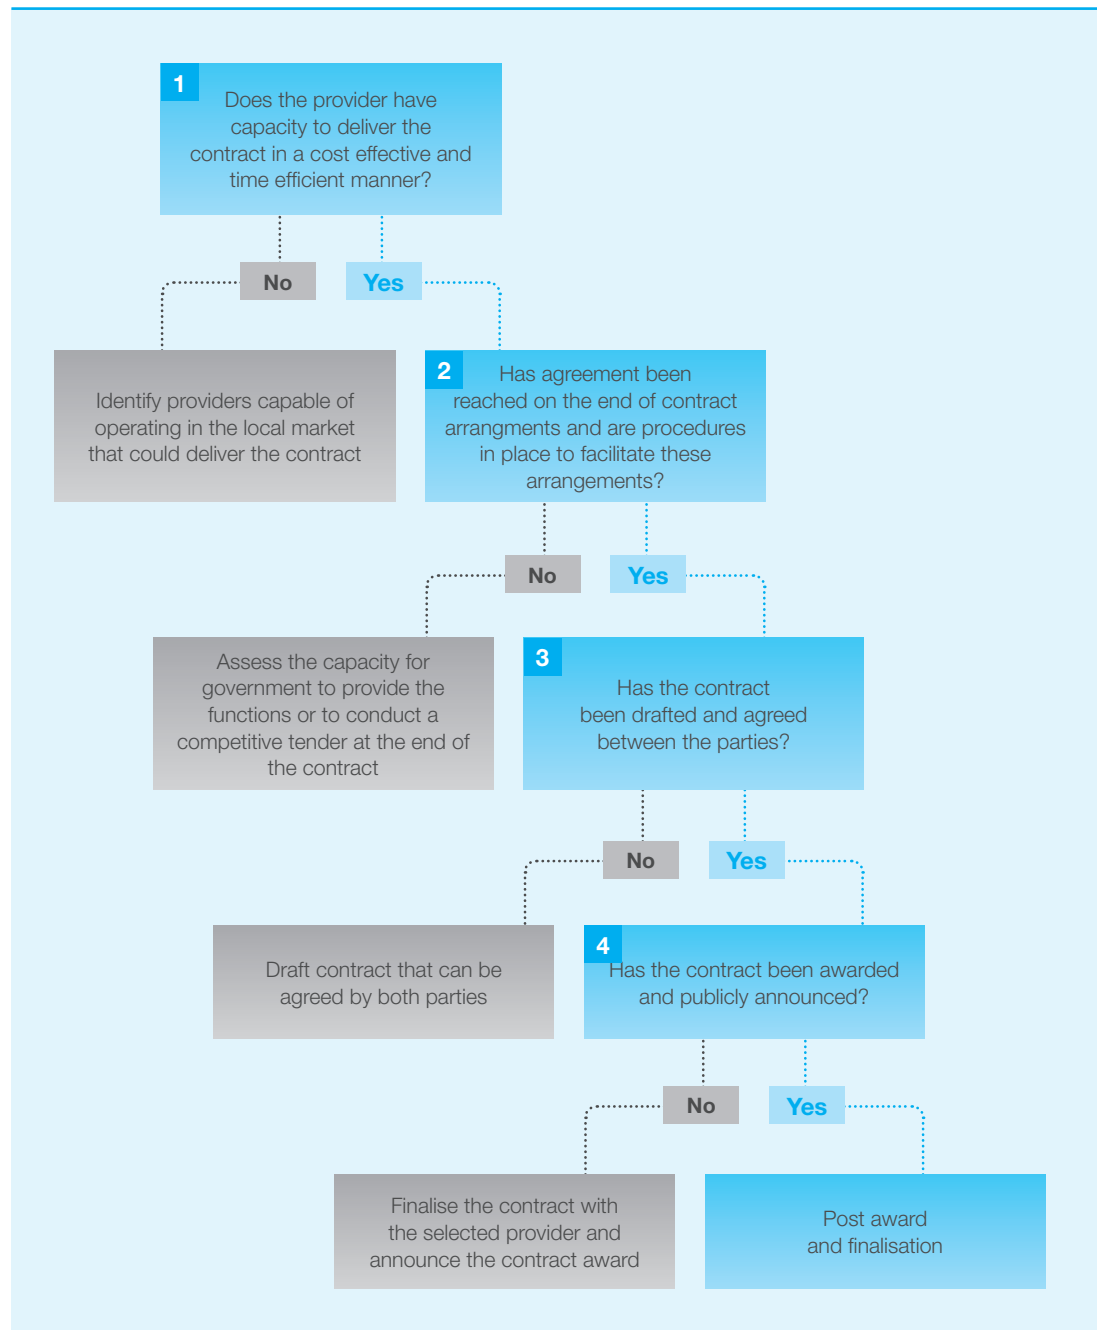 1
Does the provider have
capacity to deliver the
contract in a cost effective and
time efficient manner?
No
Yes
Identify providers capable of
operating in the local market
that could deliver the contract
2
Has agreement been
reached on the end of contract
arrangments and are procedures
in place to facilitate these
arrangements?
No
Yes
Assess the capacity for
government to provide the
functions or to conduct a
competitive tender at the end of
the contract
3
Has the contract
been drafted and agreed
between the parties?
No
Yes
Draft contract that can be
agreed by both parties
4
Has the contract been awarded
and publicly announced?
No
Yes
Finalise the contract with
the selected provider and
announce the contract award
Post award
and finalisation